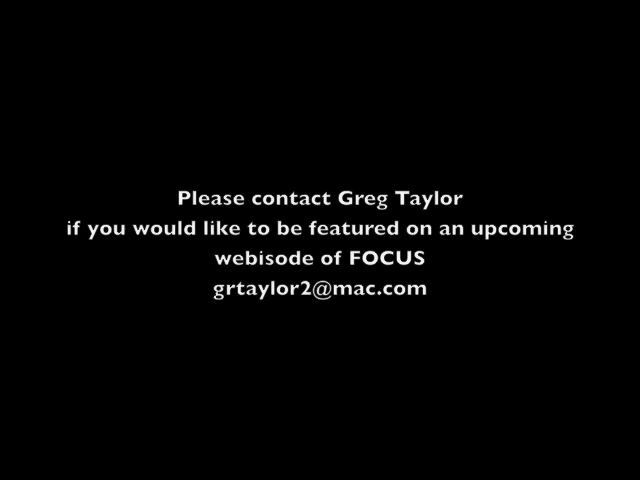 Please contact Greg Taylor
if you would like to be featured on an upcoming
webisode of FOCUS
grtaylor2@mac.com